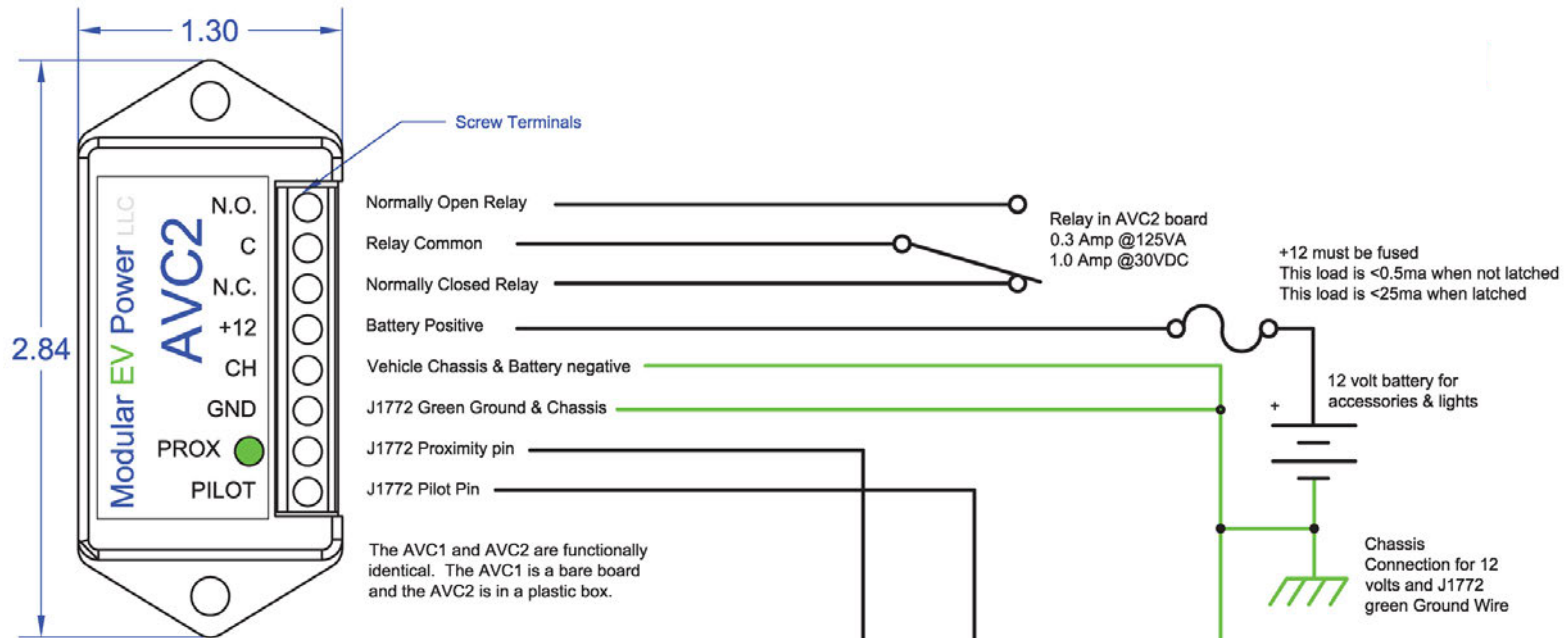 1.30
2.84
Screw Terminals
Modular EV Power LLC
AVC2
N.O.
C
N.C.
+12
CH
GND
PROX
PILOT
Normally Open Relay
Relay Common
Normally Closed Relay
Battery Positive
Vehicle Chassis & Battery negative
J1772 Green Ground & Chassis
J1772 Proximity pin
J1772 Pilot Pin
Relay in AVC2 board
0.3 Amp @125VA
1.0 Amp @30VDC
+12 must be fused
This load is <0.5ma when not latched
This load is <25ma when latched
12 volt battery for
accessories & lights
+
The AVC1 and AVC2 are functionally
identical.  The AVC1 is a bare board
and the AVC2 is in a plastic box.
Chassis
Connection for 12
volts and J1772
green Ground Wire